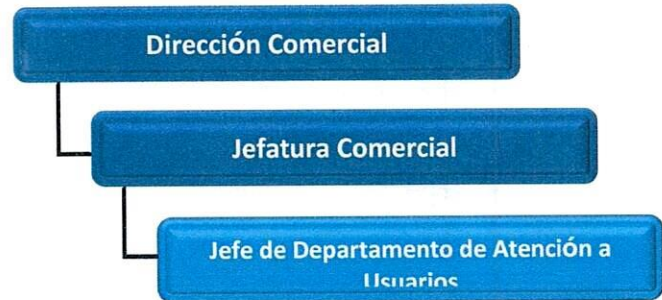 Dirección Comercial
Jefatura Comercial
Jefe de Departamento de Atención a
Usuarios